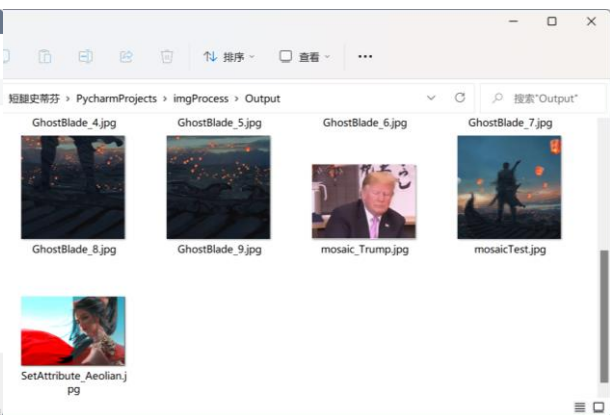 排序
查看
短腿史蒂芬 > PycharmProjects > imgProcess > Output
搜索"Output"
GhostBlade_4.jpg
GhostBlade_5.jpg
GhostBlade_6.jpg
GhostBlade_7.jpg
GhostBlade_8.jpg
GhostBlade_9.jpg
mosaic_Trump.jpg
mosaicTest.jpg
SetAttribute_Aeolian.j
pg